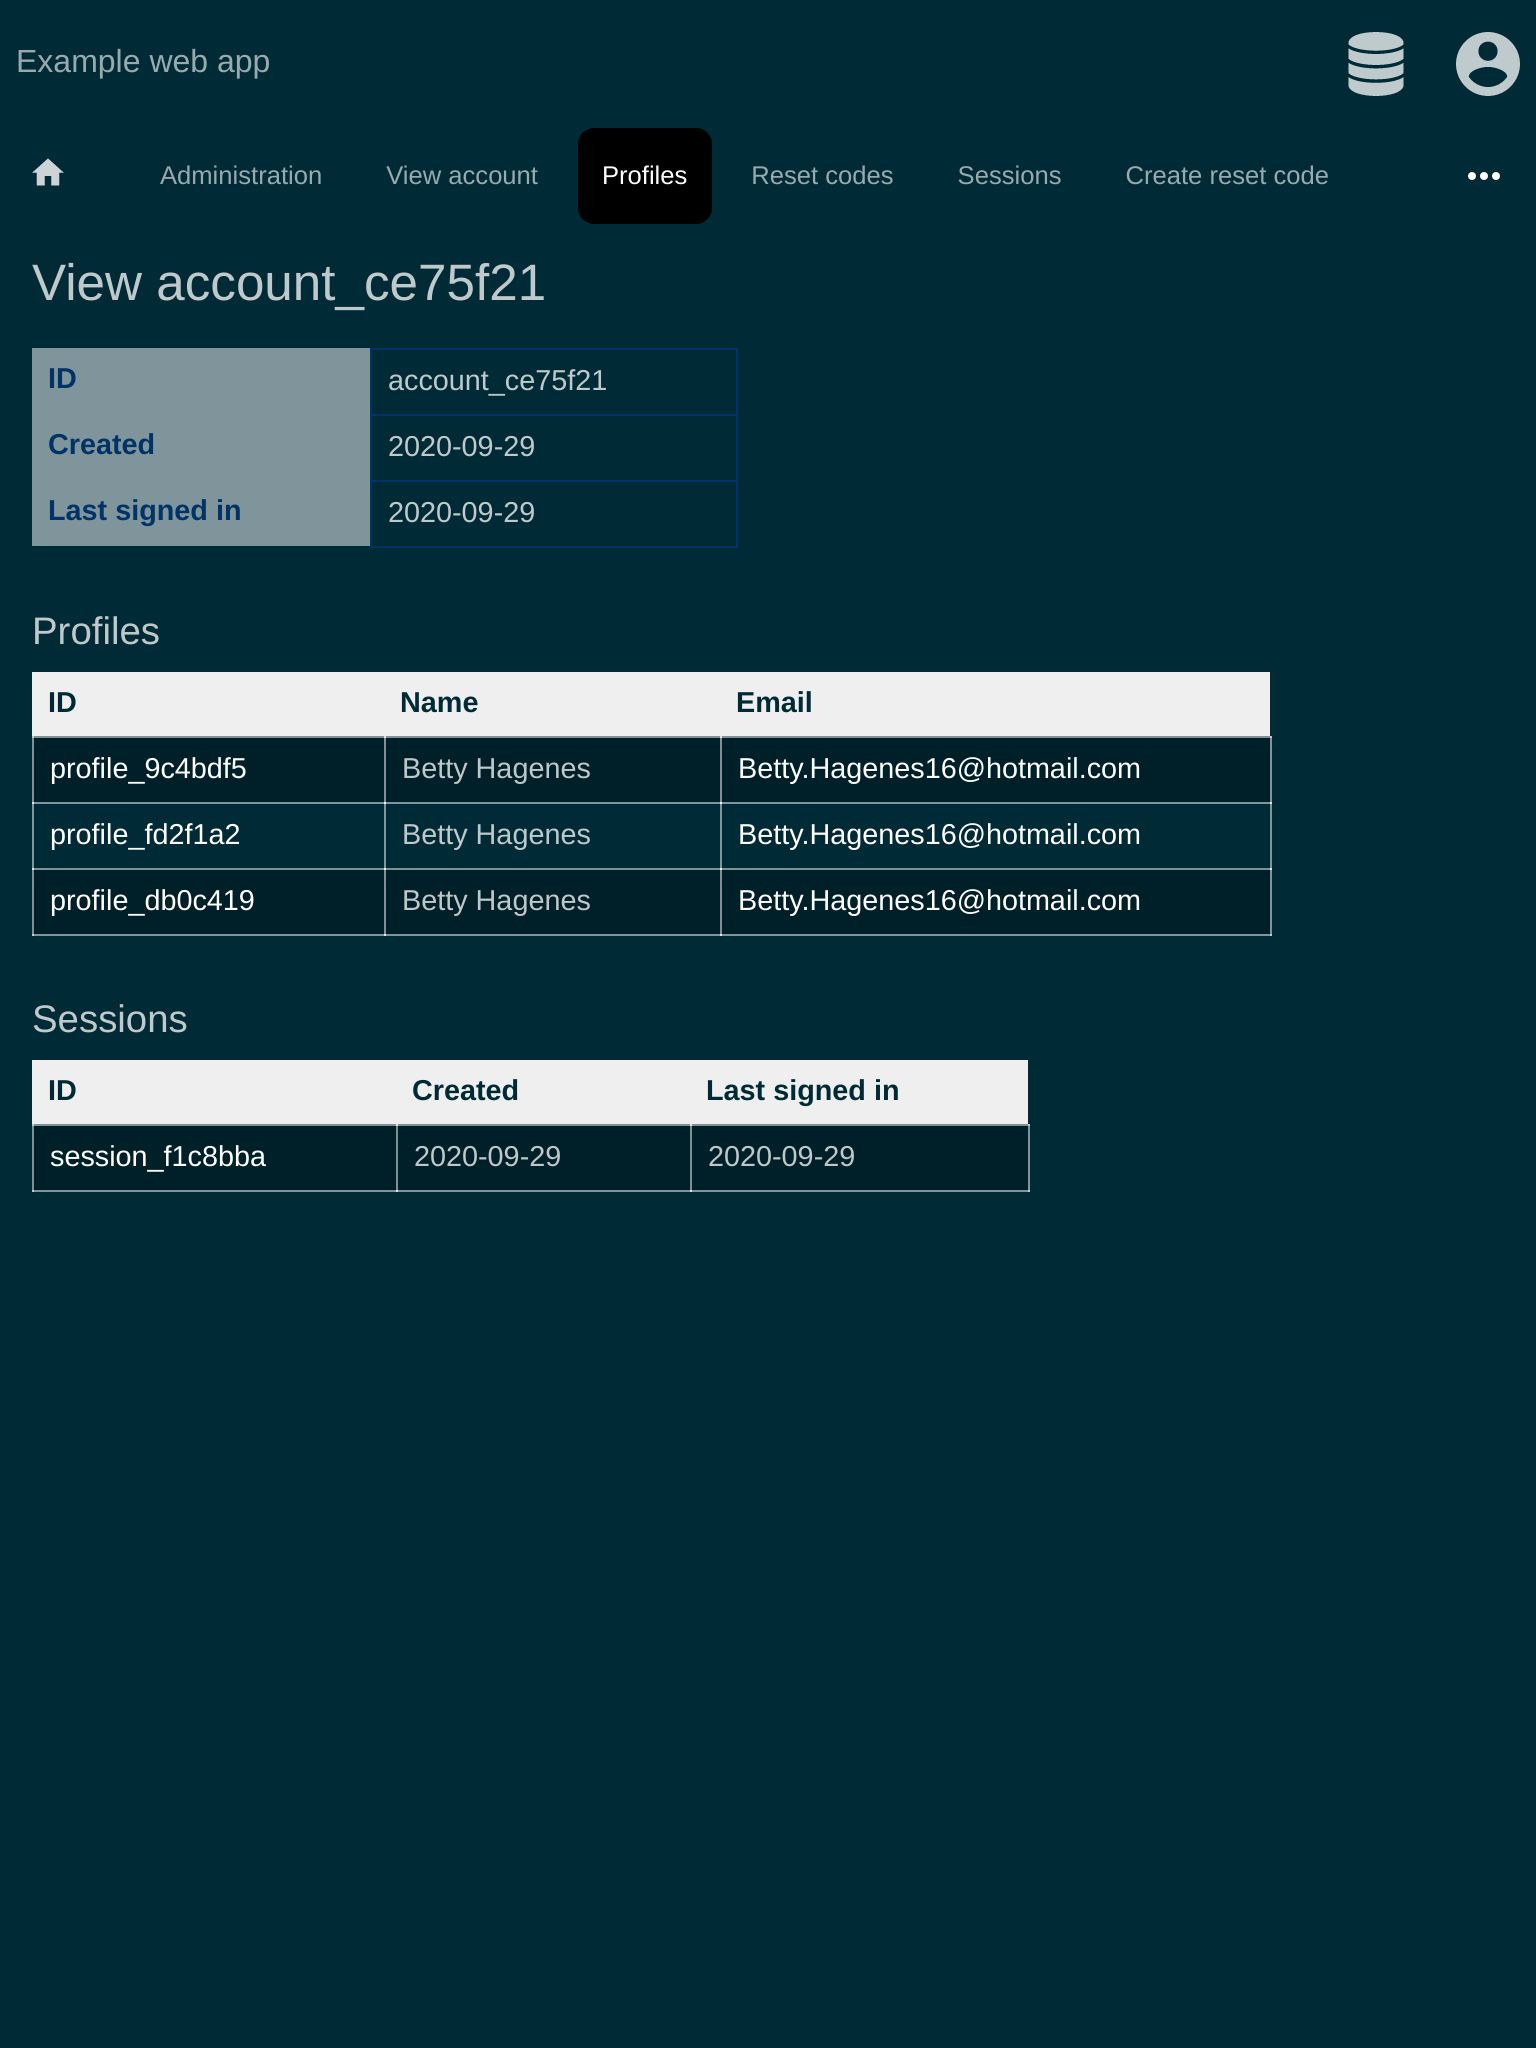 Example web app
Administration View account Profiles Reset codes Sessions Create reset code
View account_ce75f21
ID account_ce75f21
Created 2020-09-29
Last signed in 2020-09-29
Profiles
ID Name Email
profile_9c4bdf5 Betty Hagenes Betty.Hagenes16@hotmail.com
profile_fd2f1a2 Betty Hagenes Betty.Hagenes16@hotmail.com
profile_db0c419 Betty Hagenes Betty.Hagenes16@hotmail.com
Sessions
ID Created Last signed in
session_f1c8bba 2020-09-29 2020-09-29